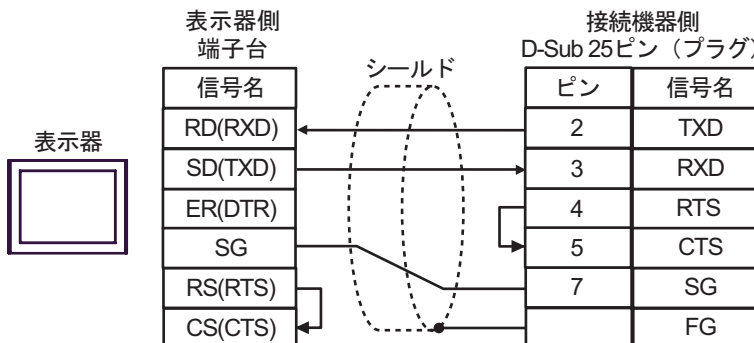 表示器側
端子台
接続機器側
D-Sub 25ピン（プラグ）
シールド
表示器
信号名
RD(RXD)
SD(TXD)
ER(DTR)
SG
RS(RTS)
CS(CTS)
ピン 信号名
2 TXD
3 RXD
4 RTS
5 CTS
7 SG
FG